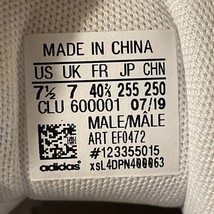 MADE IN CHINA
US UK FR JP CHN
7½ 7 40⅔ 255 250
CLU 600001 07/19
MALE/MALE
ART EF0472
#123355015
adidas xsL4DPN400063